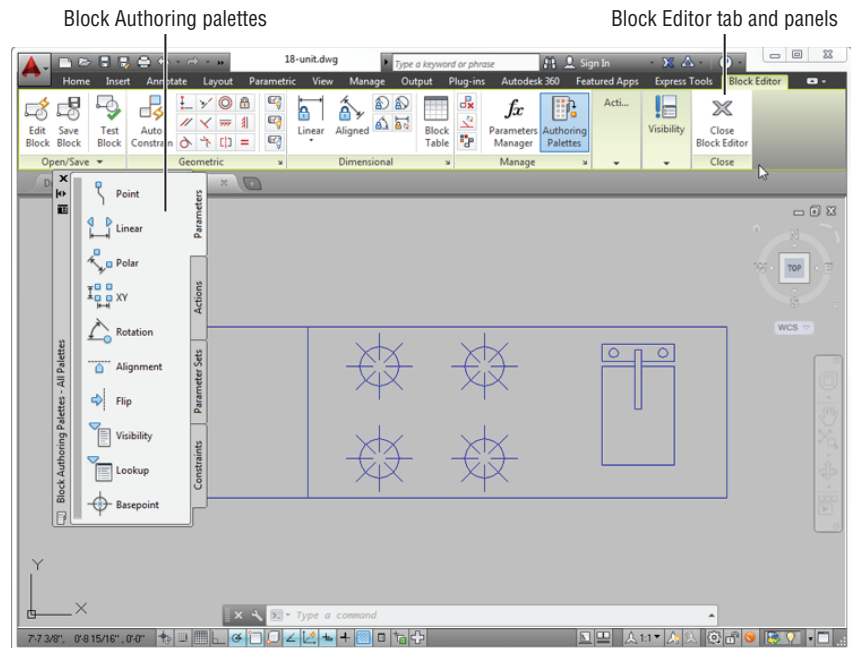 Block Authoring palettes
Block Editor tab and panels
18-unit.dwg
Type a keyword or phrase
Sign In
Home Insert Annotate Layout Parametric View Manage Output Plug-ins Autodesk 360 Featured Apps Express Tools Block Editor
Edit Block
Save Block
Test Block
Auto Constrain
Linear
Aligned
Block Table
Parameters Manager
Authoring Palettes
Acti...
Visibility
Close Block Editor
Open/Save
Geometric
Dimensional
Manage
Close
Point
Linear
Polar
XY
Rotation
Alignment
Flip
Visibility
Lookup
Basepoint
Parameters
Actions
Parameter Sets
Constraints
Block Authoring Palettes - All Palettes
N
W
TOP
E
S
WCS
Y
X
Type a command
7'-7 3/8", 0'-8 15/16", 0'-0"
1:1